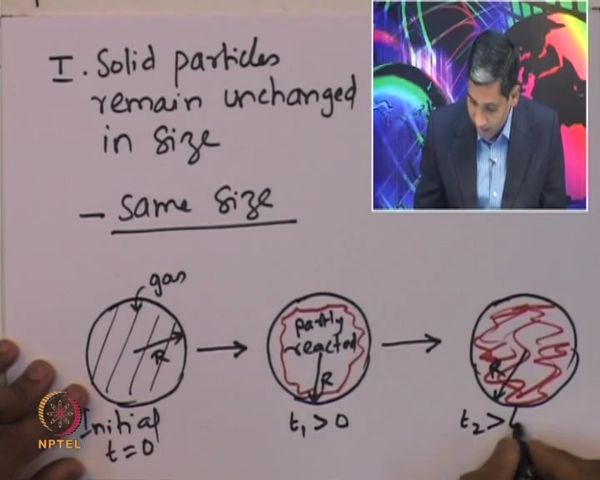 I. Solid particles
remain unchanged
in size
- same size
gas
R
Initial
t=0
partly
reacted
R
t₁>0
R
t₂>
NPTEL